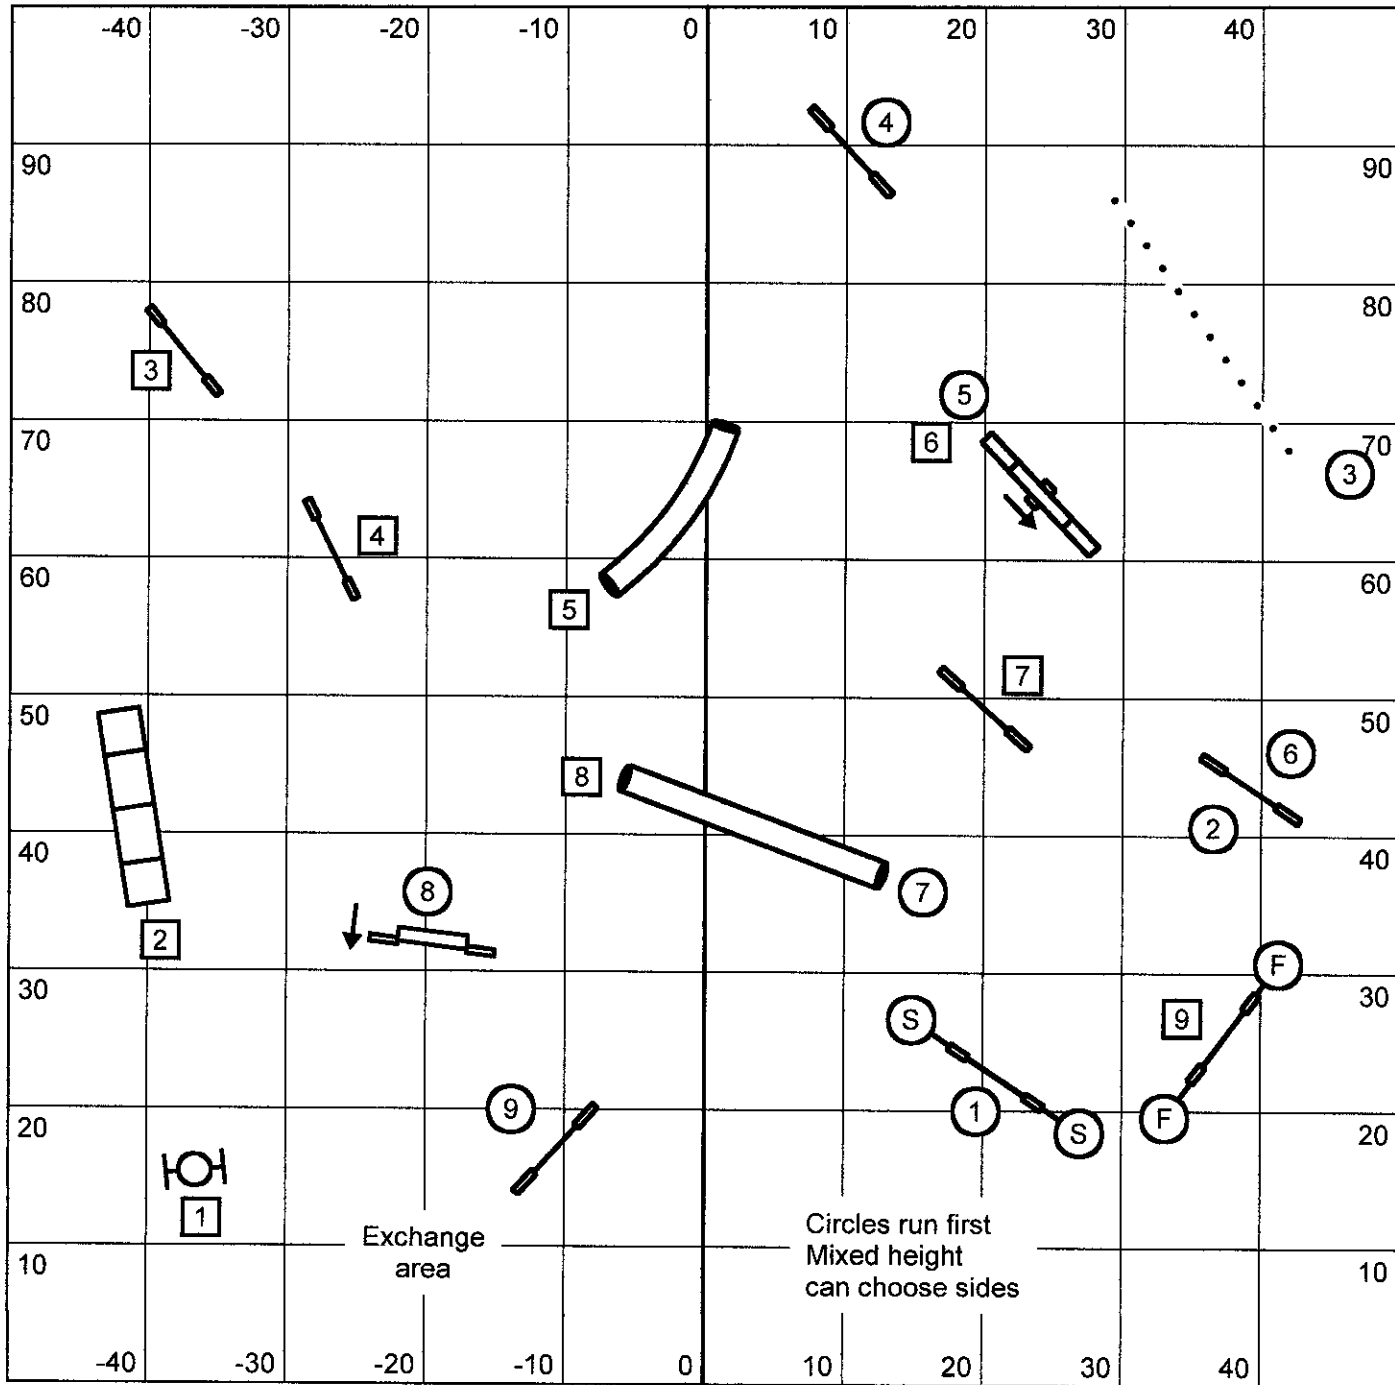 -40 -30 -20 -10 0 10 20 30 40
4
90 90
80 80
3
5
70 6 70
3
4
60 60
5
7
50 50
6
8
2
40 40
8 7
2
F
30 30
S 9
9 1 F
20 S 20
1
Circles run first
Exchange
Mixed height
area
can choose sides
10 10
-40 -30 -20 -10 0 10 20 30 40